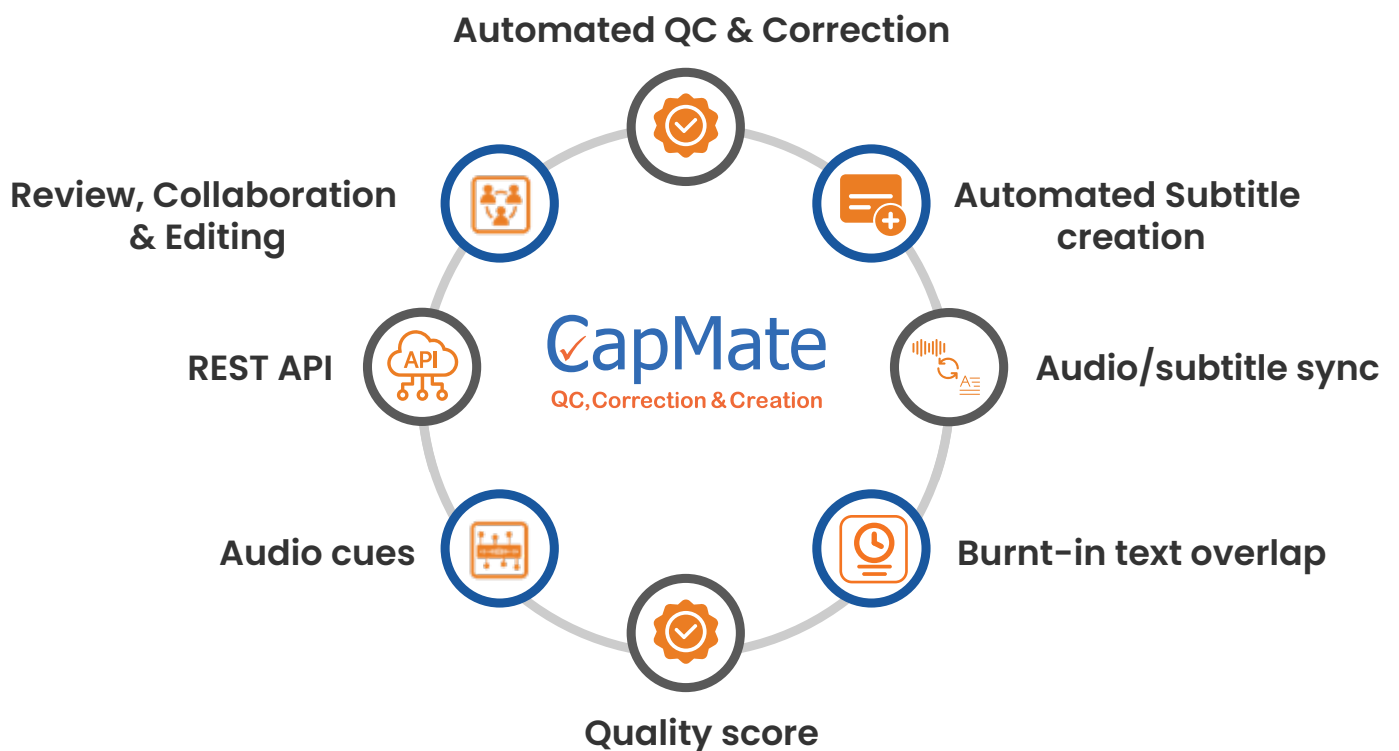 Automated QC & Correction
Review, Collaboration
& Editing
Automated Subtitle
creation
REST API
API
CapMate
QC, Correction & Creation
A
Audio/subtitle sync
Audio cues
Burnt-in text overlap
Quality score